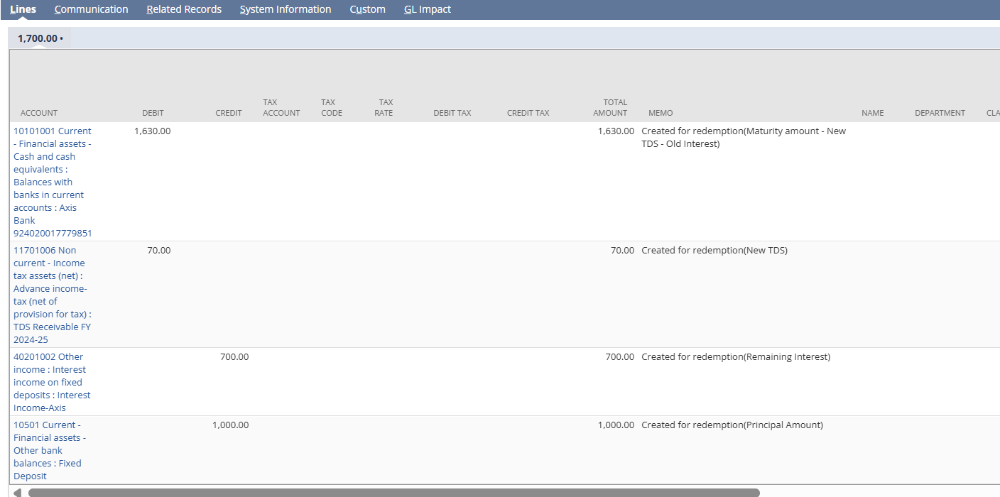 Lines Communication Related Records System Information Custom GL Impact
1,700.00 •
TAX TAX TAX TOTAL
ACCOUNT DEBIT CREDIT ACCOUNT CODE RATE DEBIT TAX CREDIT TAX AMOUNT MEMO NAME DEPARTMENT CLA
10101001 Current 1,630.00 1,630.00 Created for redemption(Maturity amount - New
- Financial assets - TDS - Old Interest)
Cash and cash
equivalents :
Balances with
banks in current
accounts : Axis
Bank
924020017779851
11701006 Non 70.00 70.00 Created for redemption(New TDS)
current - Income
tax assets (net) :
Advance income-
tax (net of
provision for tax) :
TDS Receivable FY
2024-25
40201002 Other 700.00 700.00 Created for redemption(Remaining Interest)
income : Interest
income on fixed
deposits : Interest
Income-Axis
10501 Current - 1,000.00 1,000.00 Created for redemption(Principal Amount)
Financial assets -
Other bank
balances : Fixed
Deposit